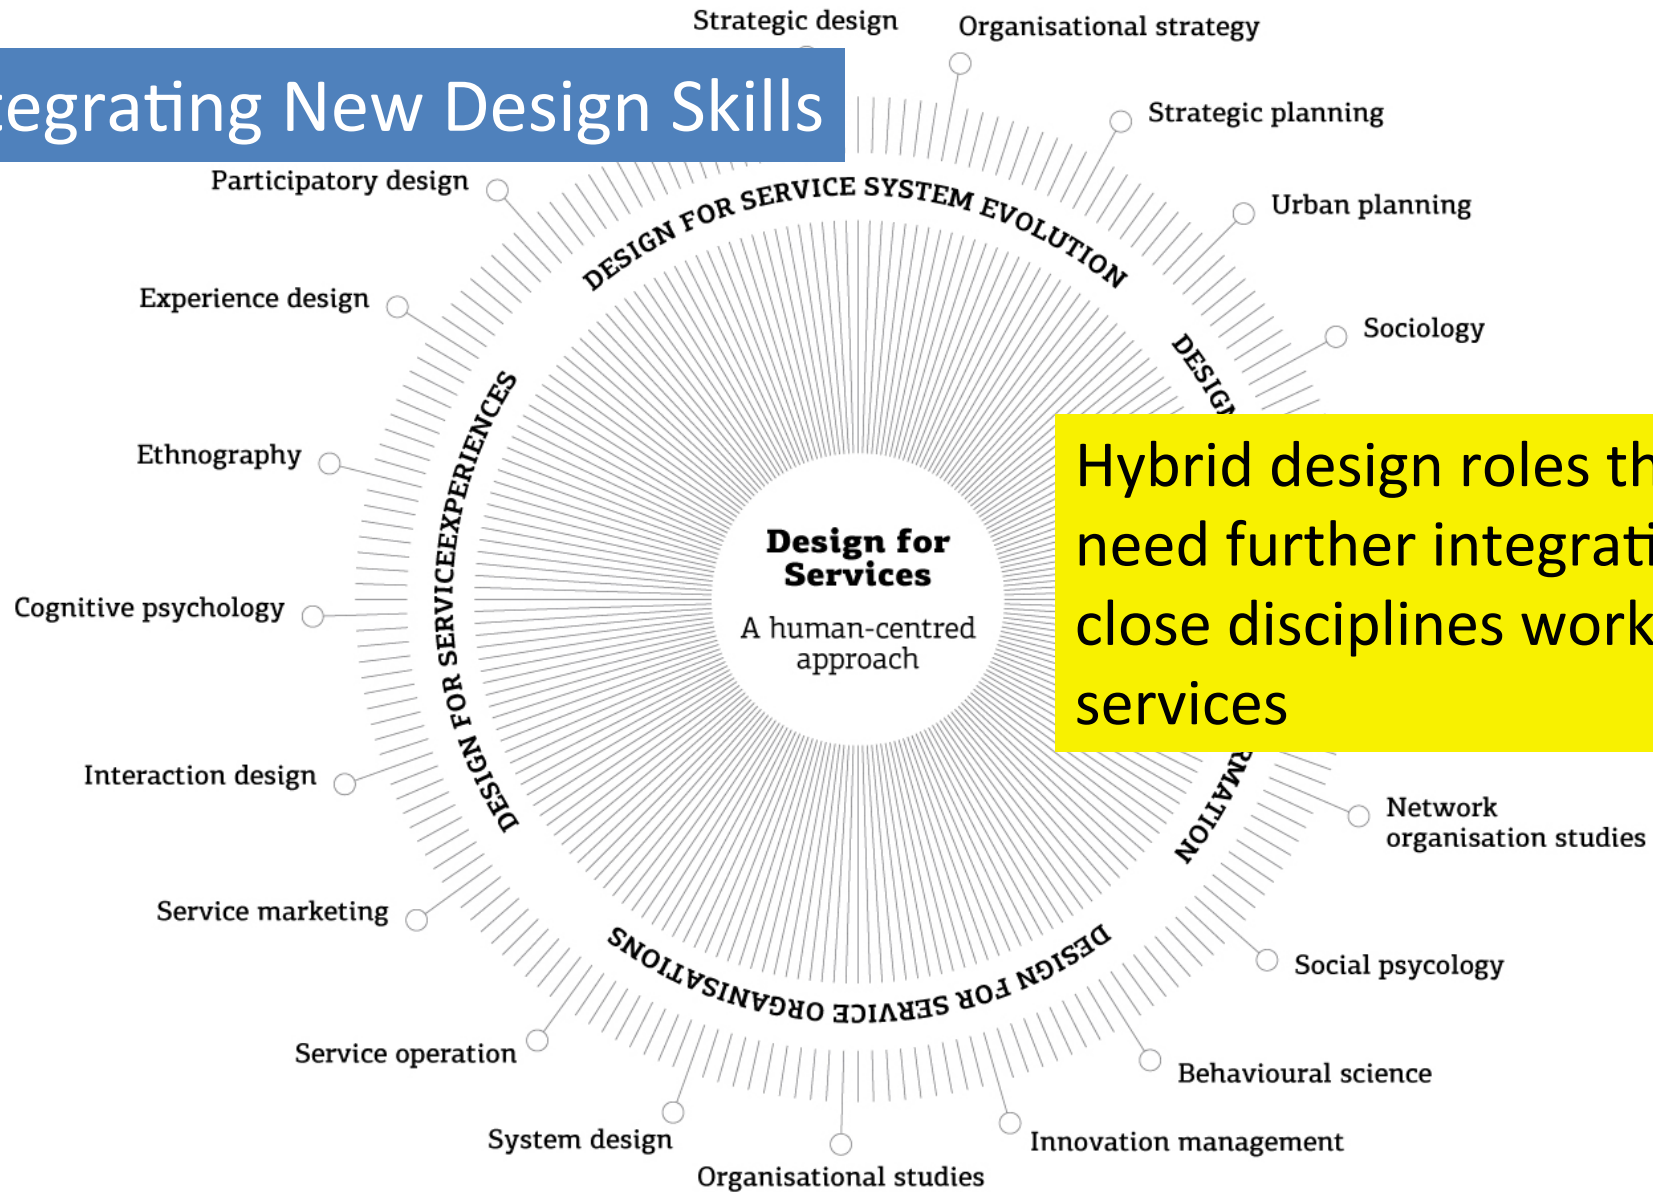 Strategic design
Organisational strategy
tegrating New Design Skills
Strategic planning
Participatory design
Urban planning
DESIGN FOR SERVICE SYSTEM EVOLUTION
Experience design
Sociology
DESIGN
Ethnography
DESIGN FOR SERVICEEXPERIENCES
Hybrid design roles th
need further integrati
close disciplines work
services
Design for
Services
A human-centred
approach
Cognitive psychology
Interaction design
RMATION
Network
organisation studies
Service marketing
DESIGN FOR SERVICE ORGANISATIONS
Social psycology
Service operation
Behavioural science
System design
Innovation management
Organisational studies